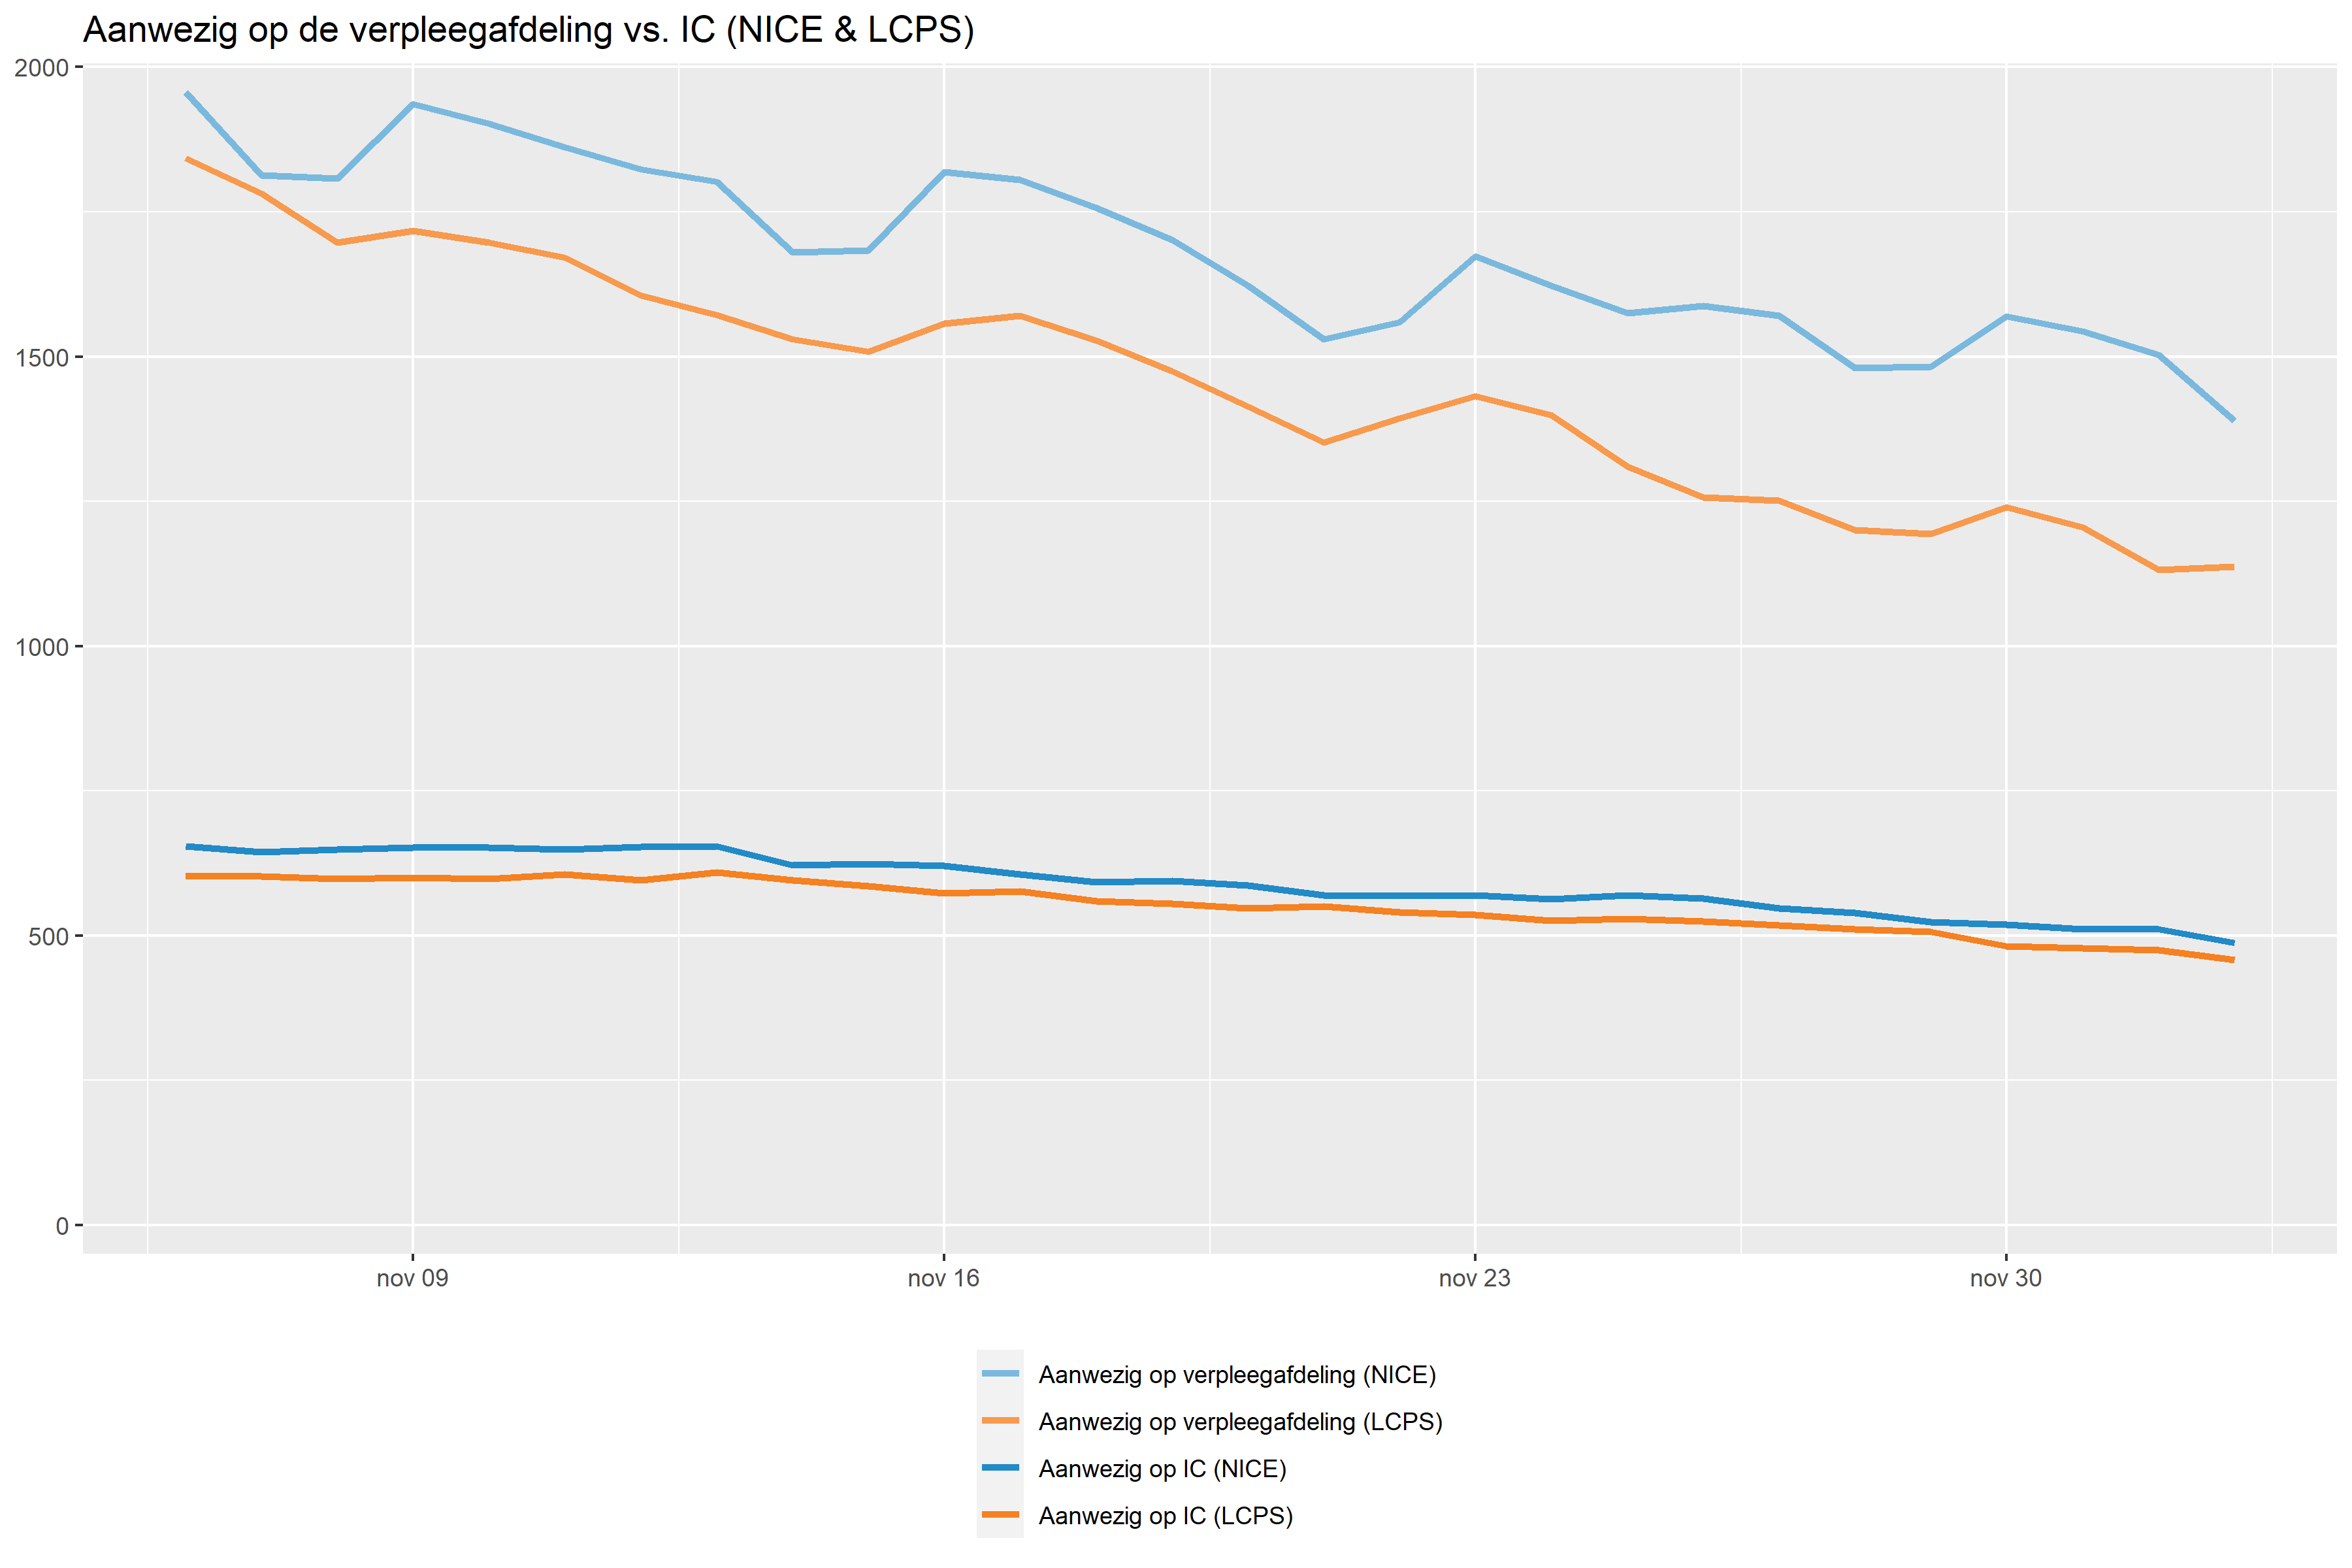 Aanwezig op de verpleegafdeling vs. IC (NICE & LCPS)
2000
1500
1000
500
0
nov 09 nov 16 nov 23 nov 30
Aanwezig op verpleegafdeling (NICE)
Aanwezig op verpleegafdeling (LCPS)
Aanwezig op IC (NICE)
Aanwezig op IC (LCPS)